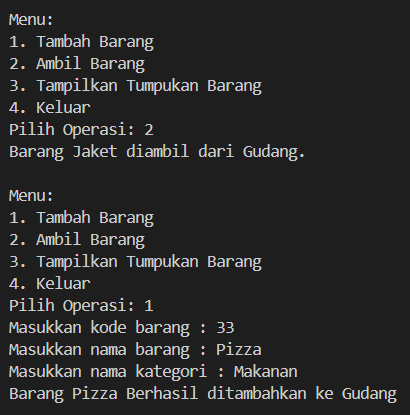 Menu:
1. Tambah Barang
2. Ambil Barang
3. Tampilkan Tumpukan Barang
4. Keluar
Pilih Operasi: 2
Barang Jaket diambil dari Gudang.

Menu:
1. Tambah Barang
2. Ambil Barang
3. Tampilkan Tumpukan Barang
4. Keluar
Pilih Operasi: 1
Masukkan kode barang : 33
Masukkan nama barang : Pizza
Masukkan nama kategori : Makanan
Barang Pizza Berhasil ditambahkan ke Gudang